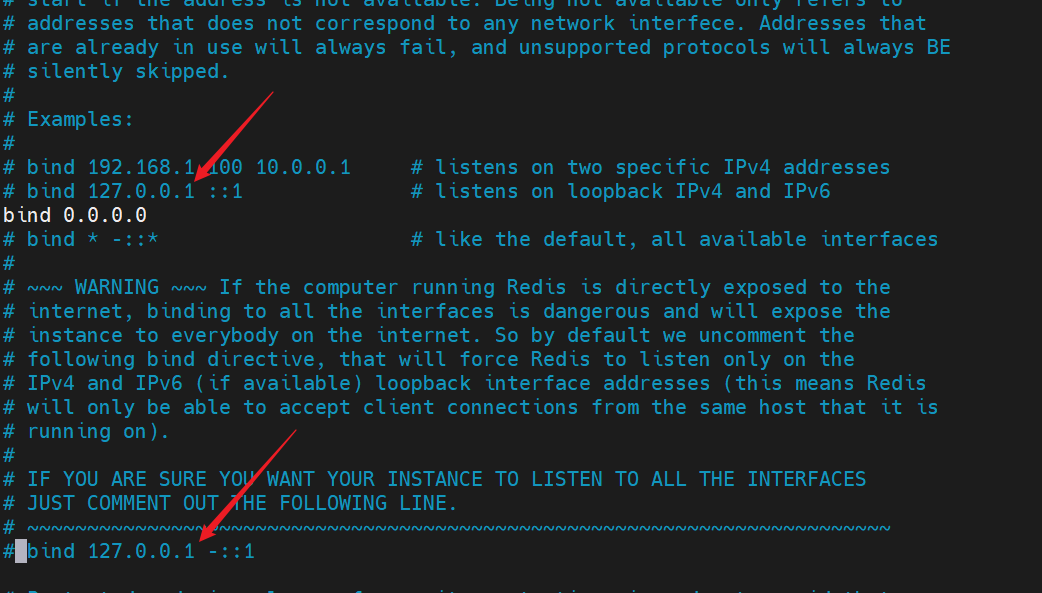 # start if the address is not available. Being not available only refers to
# addresses that does not correspond to any network interfece. Addresses that
# are already in use will always fail, and unsupported protocols will always BE
# silently skipped.
#
# Examples:
#
# bind 192.168.1.100 10.0.0.1     # listens on two specific IPv4 addresses
# bind 127.0.0.1 ::1              # listens on loopback IPv4 and IPv6
bind 0.0.0.0
# bind * -::*                     # like the default, all available interfaces
#
# ~~~ WARNING ~~~ If the computer running Redis is directly exposed to the
# internet, binding to all the interfaces is dangerous and will expose the
# instance to everybody on the internet. So by default we uncomment the
# following bind directive, that will force Redis to listen only on the
# IPv4 and IPv6 (if available) loopback interface addresses (this means Redis
# will only be able to accept client connections from the same host that it is
# running on).
#
# IF YOU ARE SURE YOU WANT YOUR INSTANCE TO LISTEN TO ALL THE INTERFACES
# JUST COMMENT OUT THE FOLLOWING LINE.
# ~~~~~~~~~~~~~~~~~~~~~~~~~~~~~~~~~~~~~~~~~~~~~~~~~~~~~~~~~~~~~~~~~~~~~~~~
# bind 127.0.0.1 -::1